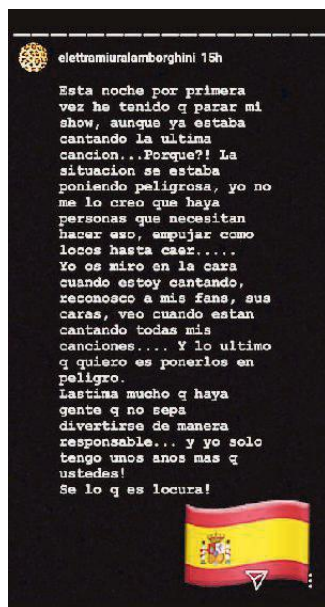 elettramiuralamborghini 15h
Esta noche por primera
vez he tenido q parar mi
show, aunque ya estaba
cantando la ultima
cancion...Porque?! La
situacion se estaba
poniendo peligrosa, yo no
me lo creo que haya
personas que necesitan
hacer eso, empujar como
locos hasta caer.....
Yo os miro en la cara
cuando estoy cantando,
reconosco a mis fans, sus
caras, veo cuando estan
cantando todas mis
canciones.... Y lo ultimo
q quiero es ponerlos en
peligro.
Lastima mucho q haya
gente q no sepa
divertirse de manera
responsable... y yo solo
tengo unos anos mas q
ustedes!
Se lo q es locura!